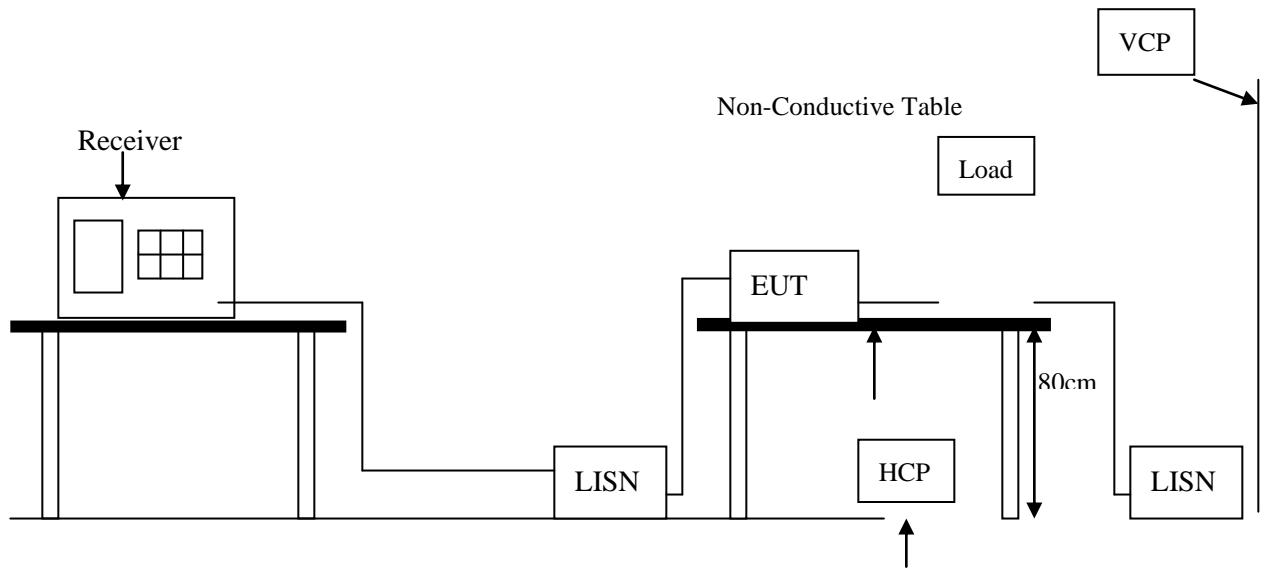 VCP
Non-Conductive Table
Receiver
Load
EUT
80cm
HCP
LISN
LISN